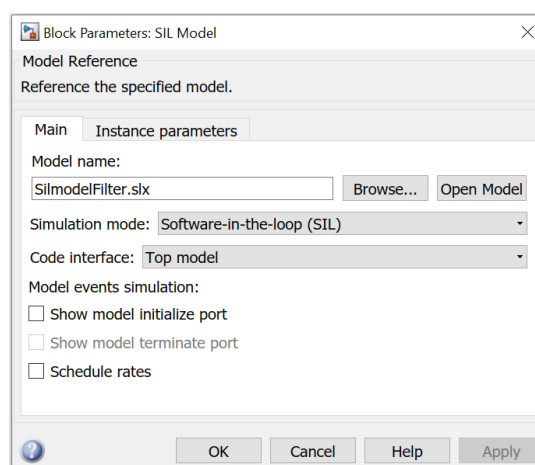 Block Parameters: SIL Model
Model Reference
Reference the specified model.
Main Instance parameters
Model name:
SilmodelFilter.slx Browse... Open Model
Simulation mode: Software-in-the-loop (SIL)
Code interface: Top model
Model events simulation:
Show model initialize port
Show model terminate port
Schedule rates
? OK Cancel Help Apply